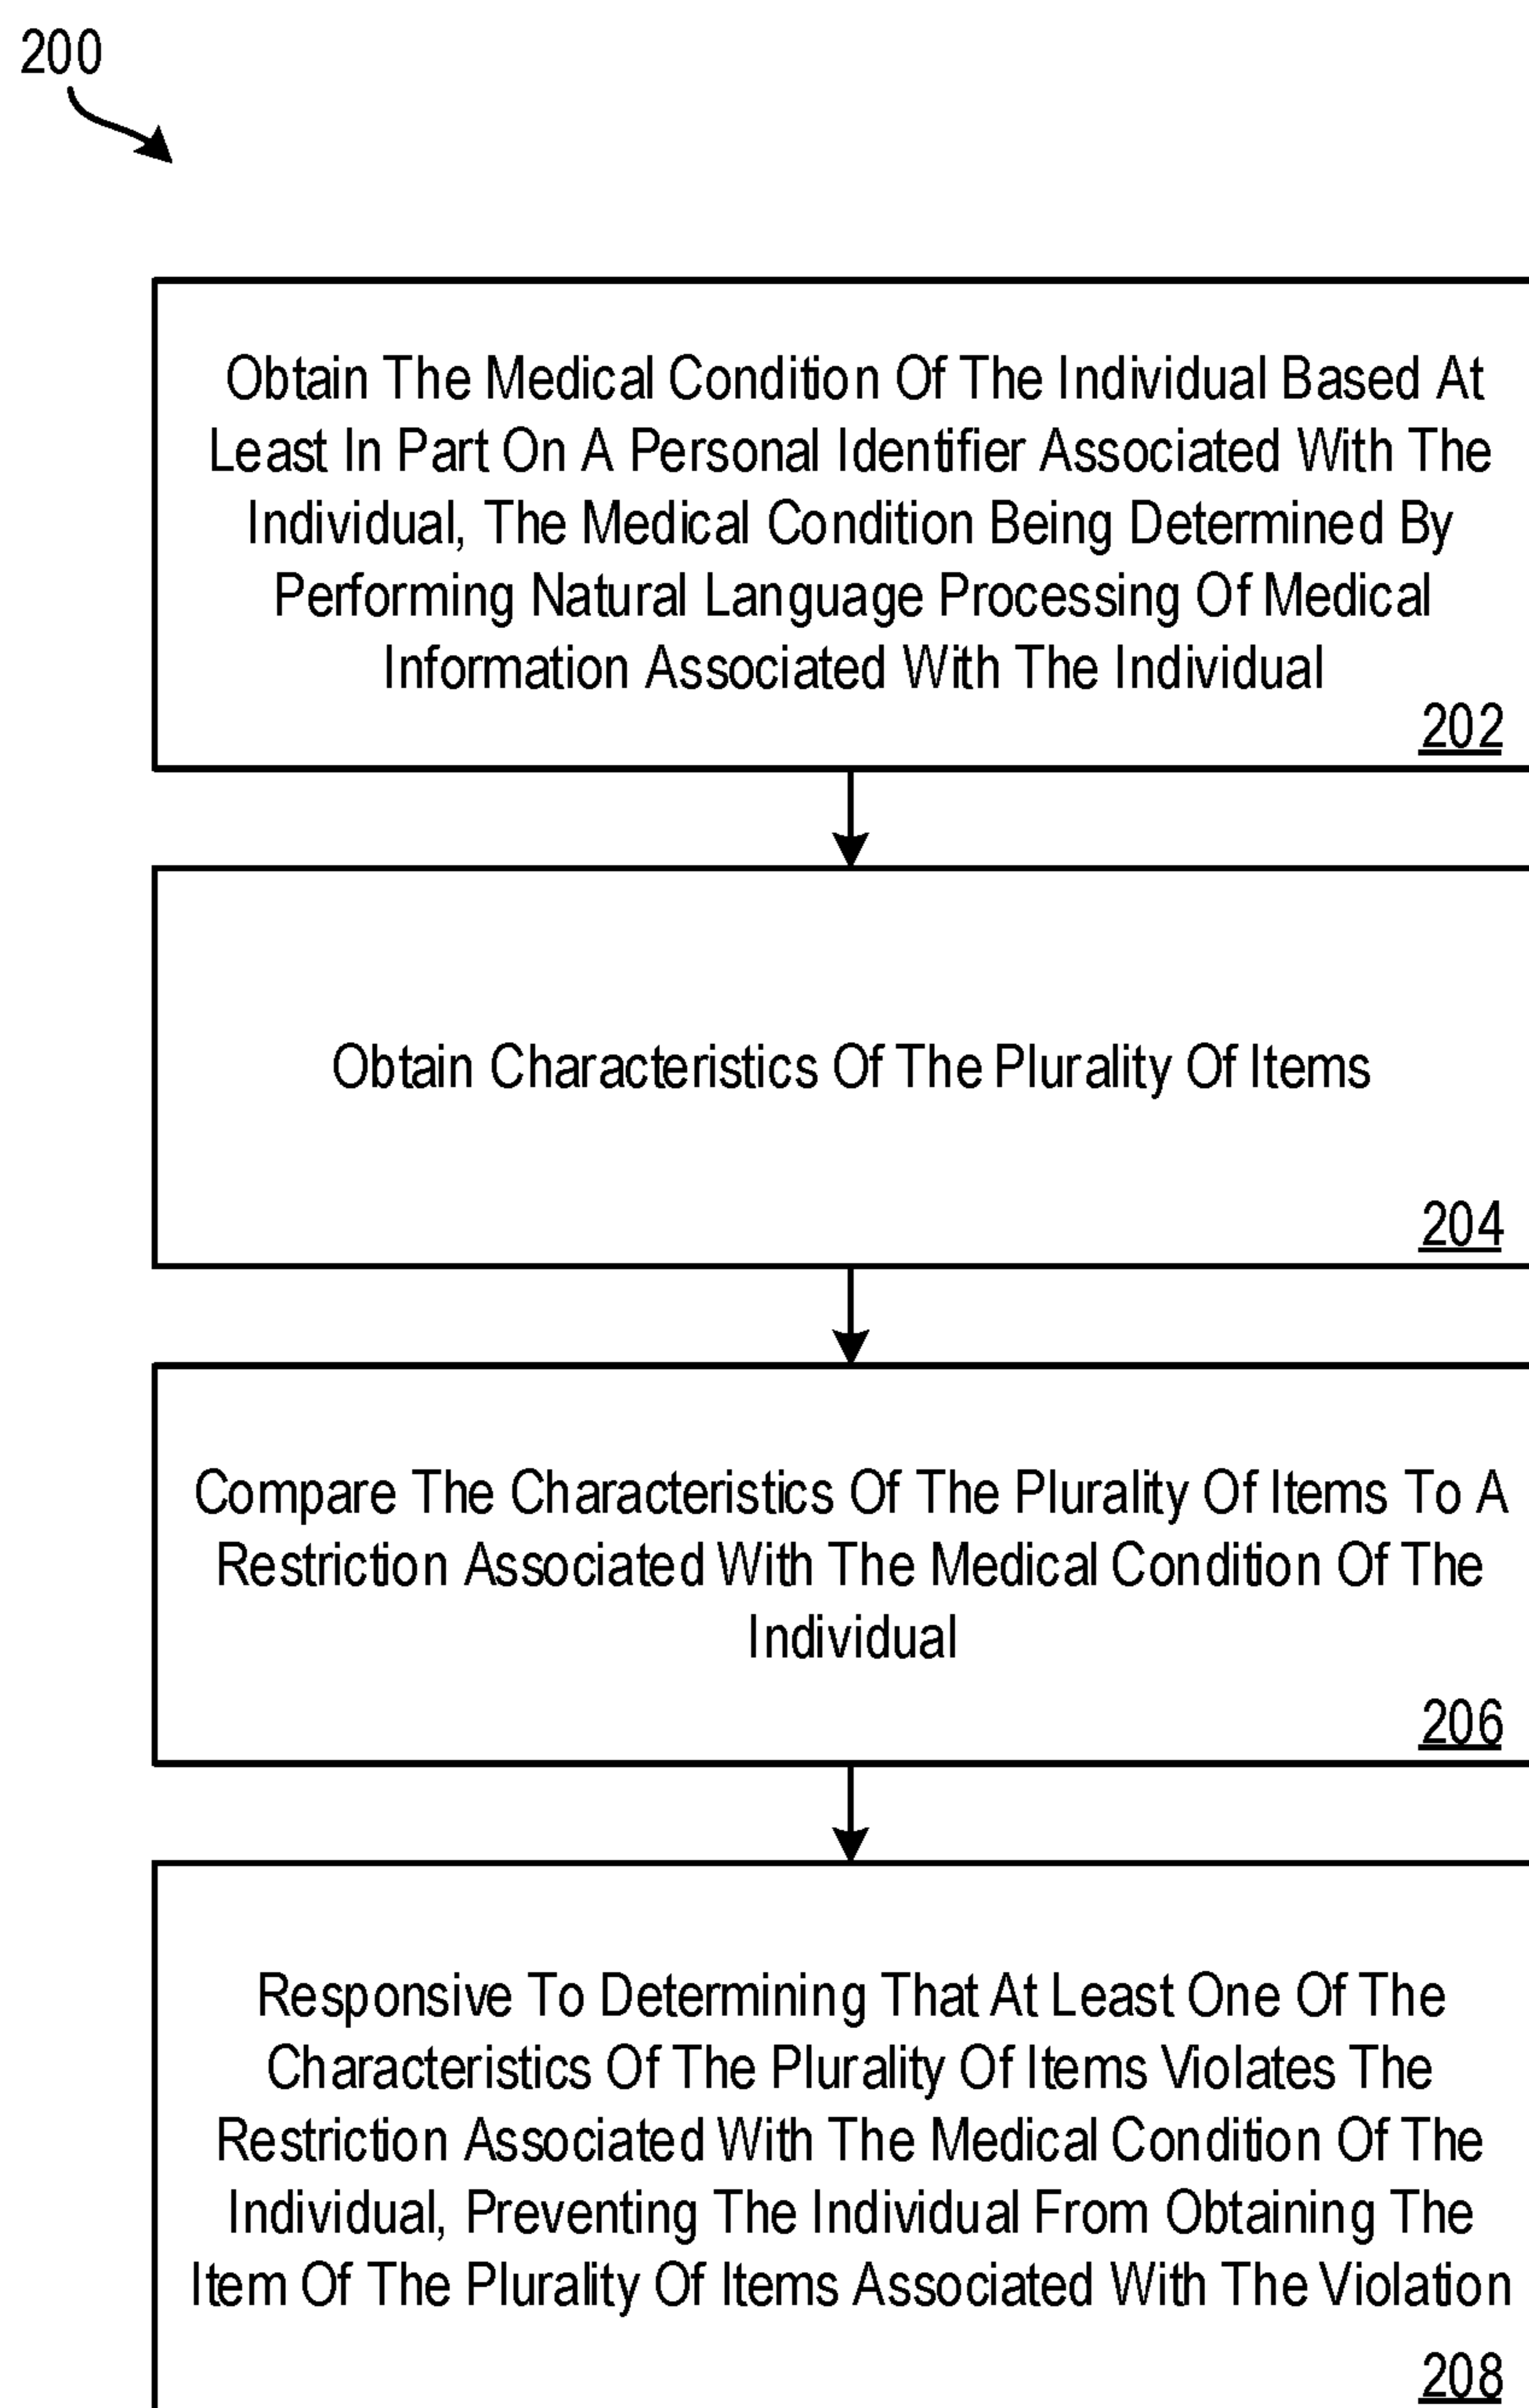 200
Obtain The Medical Condition Of The Individual Based At
Least In Part On A Personal Identifier Associated With The
Individual, The Medical Condition Being Determined By
Performing Natural Language Processing Of Medical
Information Associated With The Individual
202
Obtain Characteristics Of The Plurality Of Items
204
Compare The Characteristics Of The Plurality Of Items To A
Restriction Associated With The Medical Condition Of The
Individual
206
Responsive To Determining That At Least One Of The
Characteristics Of The Plurality Of Items Violates The
Restriction Associated With The Medical Condition Of The
Individual, Preventing The Individual From Obtaining The
Item Of The Plurality Of Items Associated With The Violation
208